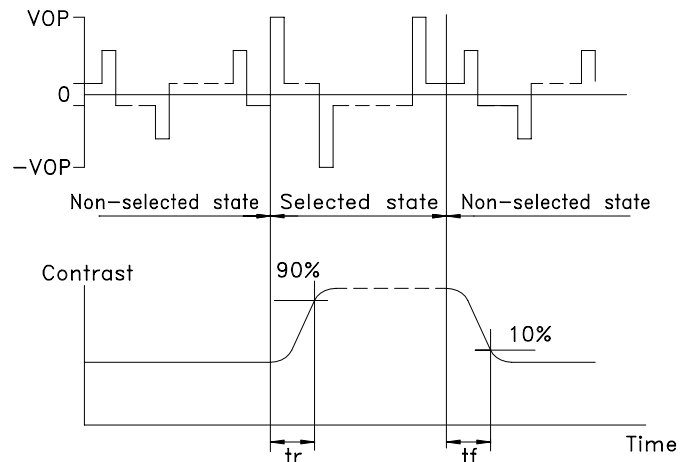 VOP
0
-VOP
Non-selected state
Selected state
Non-selected state
Contrast
90%
10%
Time
tr
tf